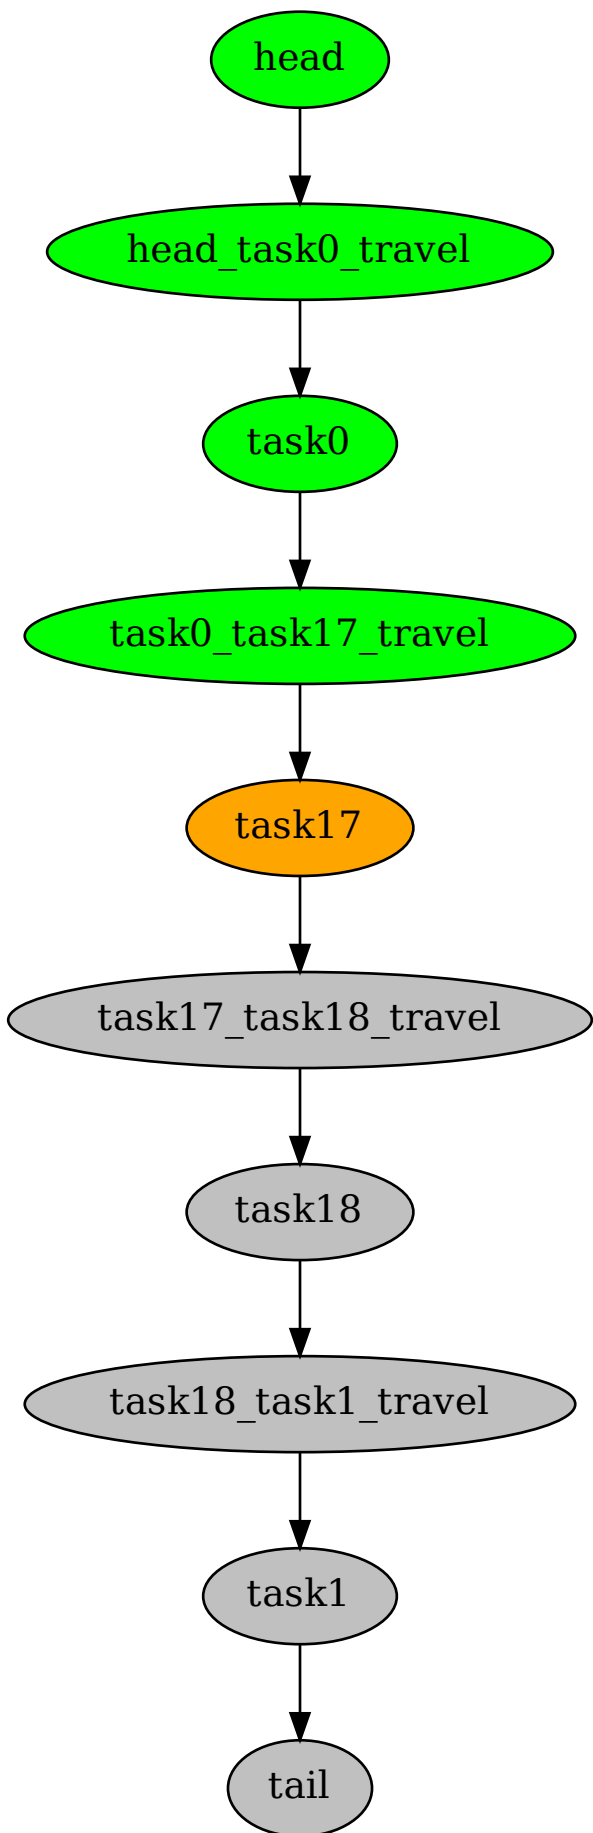 head
head_task0_travel
task0
task0_task17_travel
task17
task17_task18_travel
task18
task18_task1_travel
task1
tail